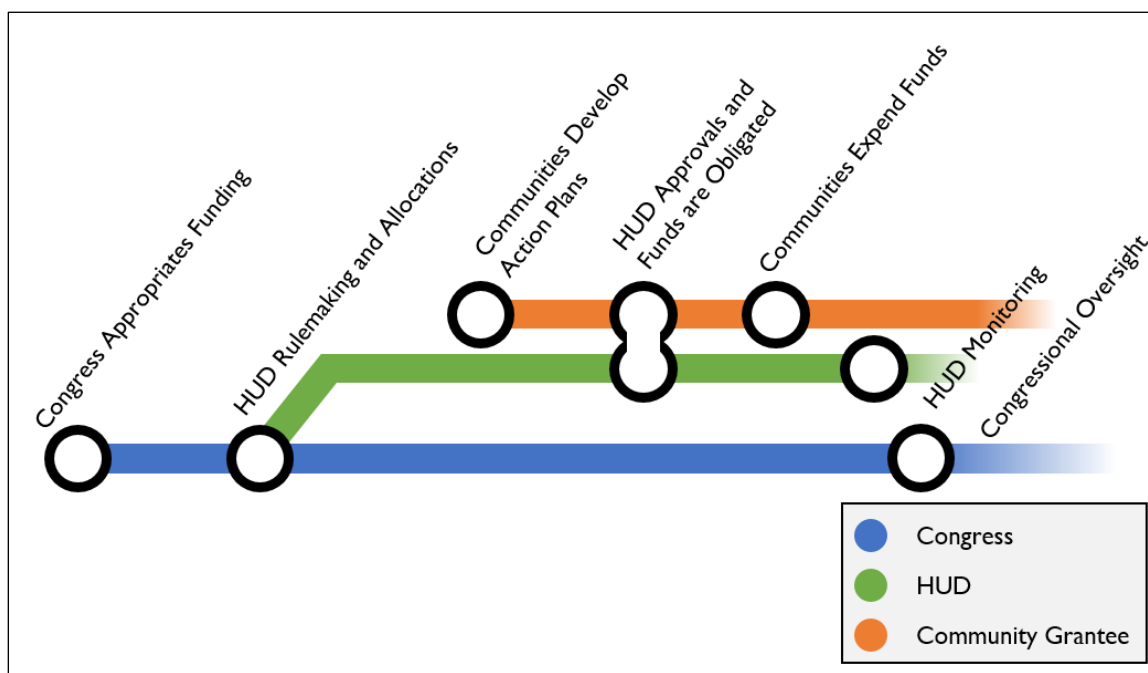 Congress Appropriates Funding
HUD Rulemaking and Allocations
Communities Develop
Action Plans
HUD Approvals and
Funds are Obligated
Communities Expend Funds
HUD Monitoring
Congressional Oversight
Congress
HUD
Community Grantee